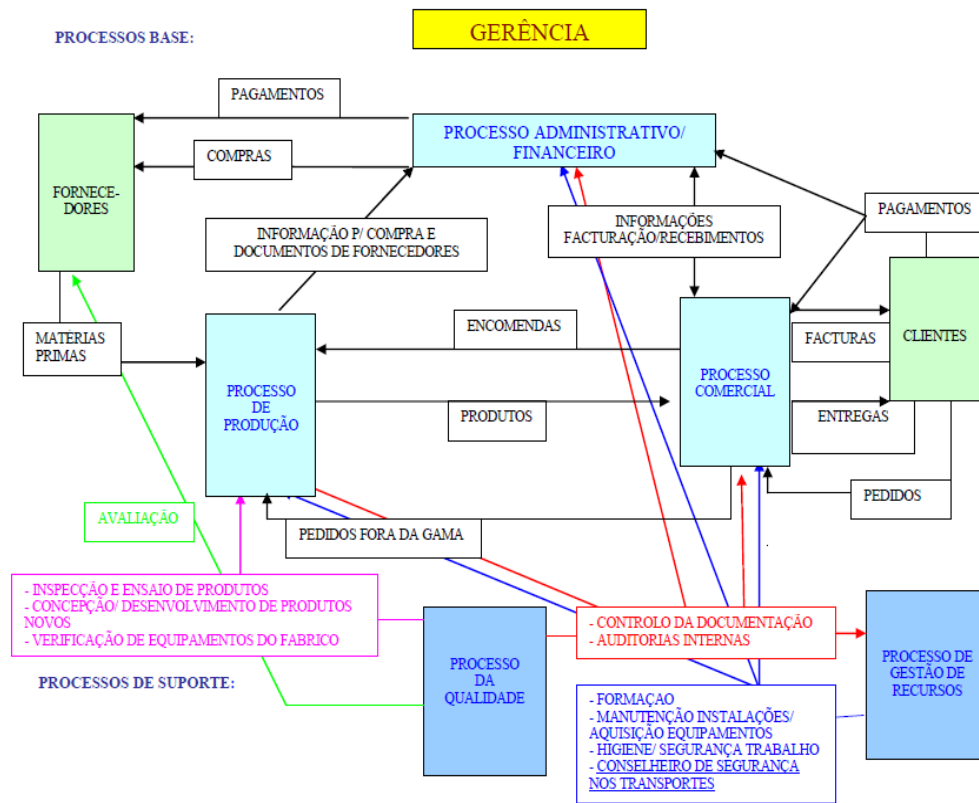 PROCESSOS BASE:
GERÊNCIA
PAGAMENTOS
PROCESSO ADMINISTRATIVO/
FINANCEIRO
COMPRAS
FORNECE-
DORES
PAGAMENTOS
INFORMAÇÃO P/ COMPRA E
DOCUMENTOS DE FORNECEDORES
INFORMAÇÕES
FACTURAÇÃO/RECEBIMENTOS
MATÉRIAS
PRIMAS
ENCOMENDAS
FACTURAS
CLIENTES
PROCESSO
DE
PRODUÇÃO
PROCESSO
COMERCIAL
PRODUTOS
ENTREGAS
PEDIDOS
AVALIAÇÃO
PEDIDOS FORA DA GAMA
- INSPECÇÃO E ENSAIO DE PRODUTOS
- CONCEPÇÃO/ DESENVOLVIMENTO DE PRODUTOS
NOVOS
- VERIFICAÇÃO DE EQUIPAMENTOS DO FABRICO
- CONTROLO DA DOCUMENTAÇÃO
- AUDITORIAS INTERNAS
PROCESSO
DA
QUALIDADE
PROCESSO DE
GESTÃO DE
RECURSOS
PROCESSOS DE SUPORTE:
- FORMAÇAO
- MANUTENÇÃO INSTALAÇÕES/
AQUISIÇÃO EQUIPAMENTOS
- HIGIENE/ SEGURANÇA TRABALHO
- CONSELHEIRO DE SEGURANÇA
NOS TRANSPORTES